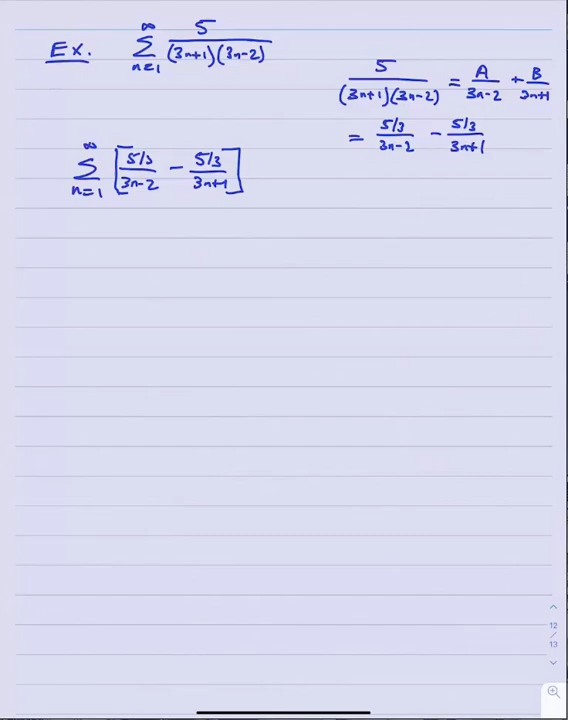 Ex. ∞∑n=1 5/((3n+1)(3n-2))
5/((3n+1)(3n-2)) = A/(3n-2) + B/(3n+1)
= (5/3)/(3n-2) - (5/3)/(3n+1)
∞∑n=1 [(5/3)/(3n-2) - (5/3)/(3n+1)]
12
/
13